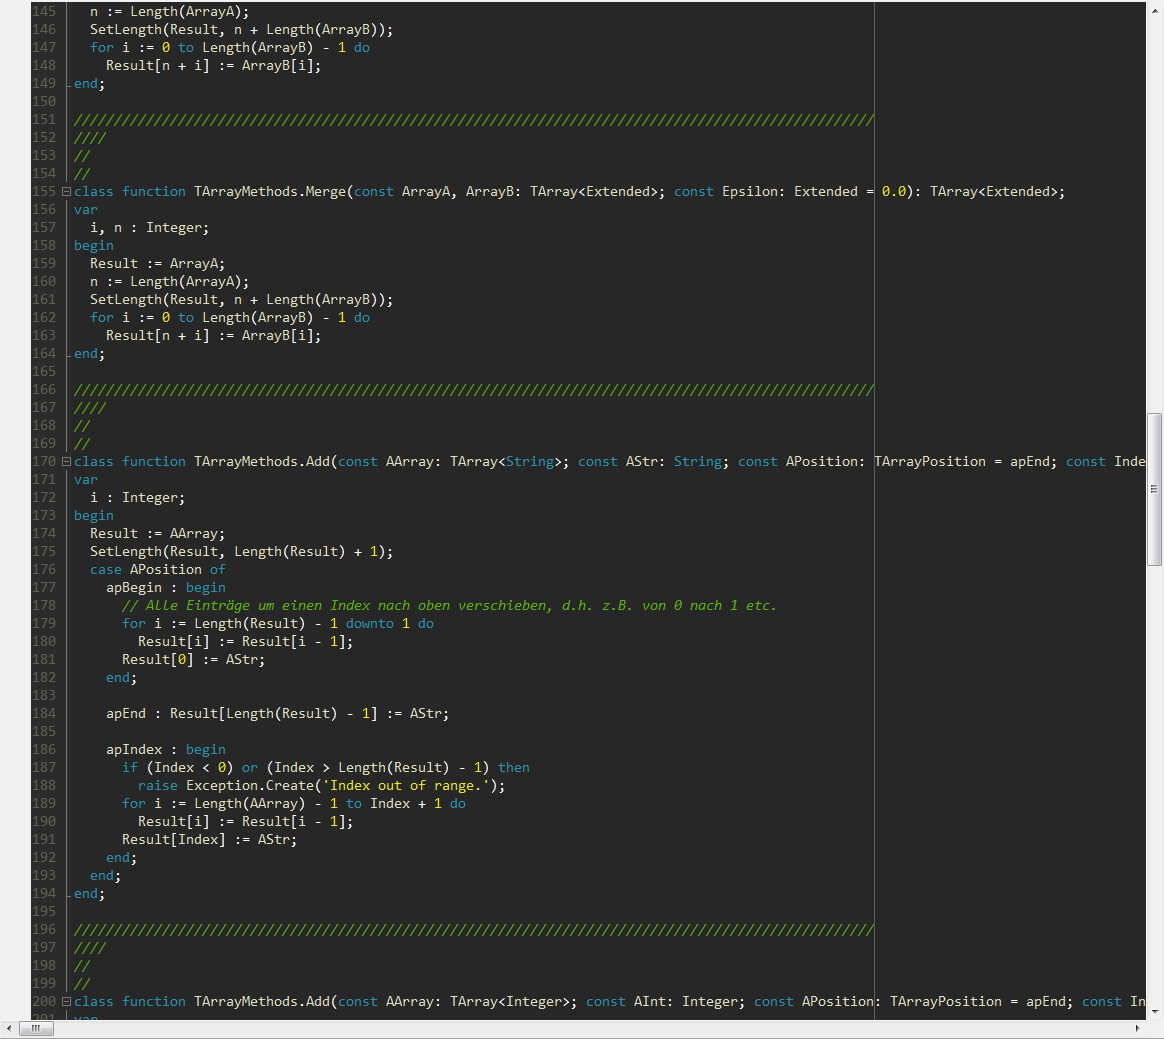 145 n := Length(ArrayA);
146 SetLength(Result, n + Length(ArrayB));
147 for i := 0 to Length(ArrayB) - 1 do
148 Result[n + i] := ArrayB[i];
149 end;
150
151 ////////////////////////////////////////////////////////////////////////////////////////////////////
152 ////
153 //
154 //
155 class function TArrayMethods.Merge(const ArrayA, ArrayB: TArray<Extended>; const Epsilon: Extended = 0.0): TArray<Extended>;
156 var
157 i, n : Integer;
158 begin
159 Result := ArrayA;
160 n := Length(ArrayA);
161 SetLength(Result, n + Length(ArrayB));
162 for i := 0 to Length(ArrayB) - 1 do
163 Result[n + i] := ArrayB[i];
164 end;
165
166 ////////////////////////////////////////////////////////////////////////////////////////////////////
167 ////
168 //
169 //
170 class function TArrayMethods.Add(const AArray: TArray<String>; const AStr: String; const APosition: TArrayPosition = apEnd; const Inde
171 var
172 i : Integer;
173 begin
174 Result := AArray;
175 SetLength(Result, Length(Result) + 1);
176 case APosition of
177 apBegin : begin
178 // Alle Einträge um einen Index nach oben verschieben, d.h. z.B. von 0 nach 1 etc.
179 for i := Length(Result) - 1 downto 1 do
180 Result[i] := Result[i - 1];
181 Result[0] := AStr;
182 end;
183
184 apEnd : Result[Length(Result) - 1] := AStr;
185
186 apIndex : begin
187 if (Index < 0) or (Index > Length(Result) - 1) then
188 raise Exception.Create('Index out of range.');
189 for i := Length(AArray) - 1 to Index + 1 do
190 Result[i] := Result[i - 1];
191 Result[Index] := AStr;
192 end;
193 end;
194 end;
195
196 ////////////////////////////////////////////////////////////////////////////////////////////////////
197 ////
198 //
199 //
200 class function TArrayMethods.Add(const AArray: TArray<Integer>; const AInt: Integer; const APosition: TArrayPosition = apEnd; const In
201 var